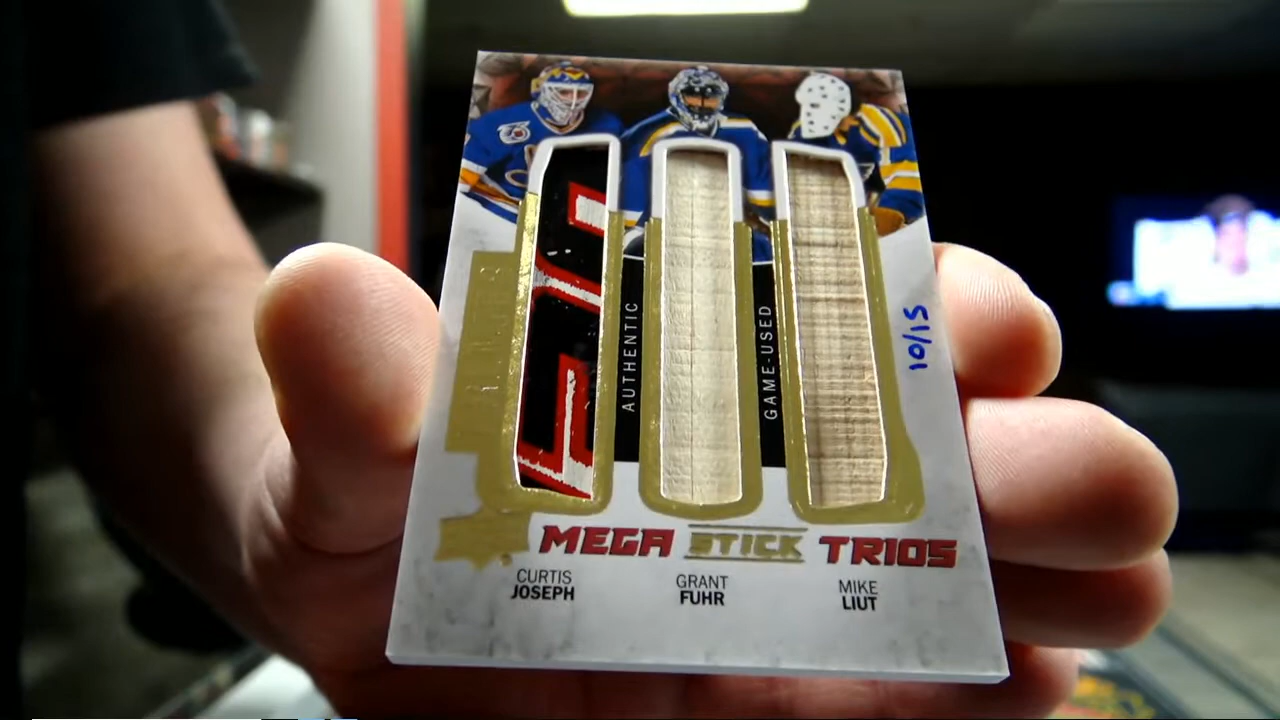 AUTHENTIC
GAME-USED
10/15
MEGA STICK TRIOS
CURTIS
JOSEPH
GRANT
FUHR
MIKE
LIUT